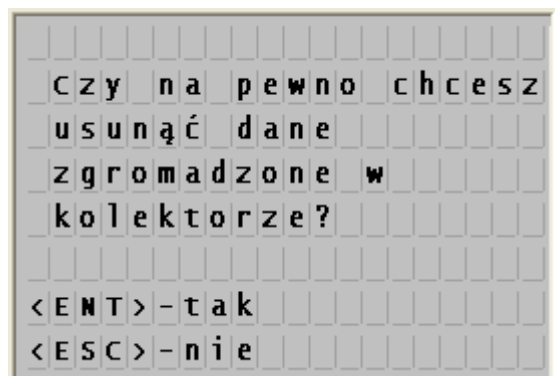 Czy na pewno chcesz
usunąć dane
zgromadzone w
kolektorze?
<ENT>-tak
<ESC>-nie